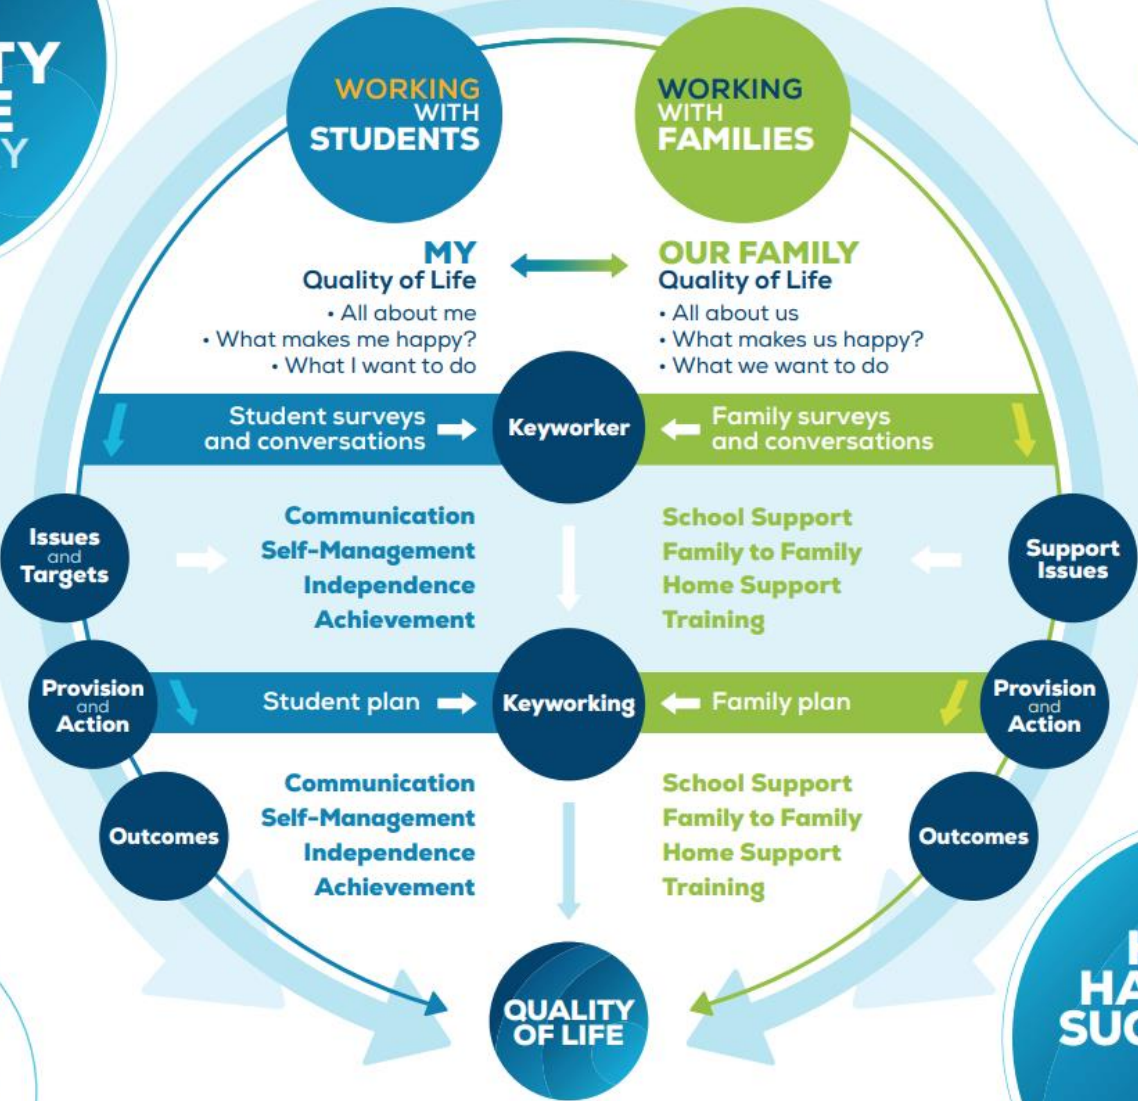 WORKING
WITH
STUDENTS
WORKING
WITH
FAMILIES
MY
Quality of Life
• All about me
• What makes me happy?
• What I want to do
OUR FAMILY
Quality of Life
• All about us
• What makes us happy?
• What we want to do
Student surveys
and conversations
Keyworker
Family surveys
and conversations
Issues
and
Targets
Communication
Self-Management
Independence
Achievement
School Support
Family to Family
Home Support
Training
Support
Issues
Provision
and
Action
Student plan
Keyworking
Family plan
Provision
and
Action
Outcomes
Communication
Self-Management
Independence
Achievement
School Support
Family to Family
Home Support
Training
Outcomes
QUALITY
OF LIFE